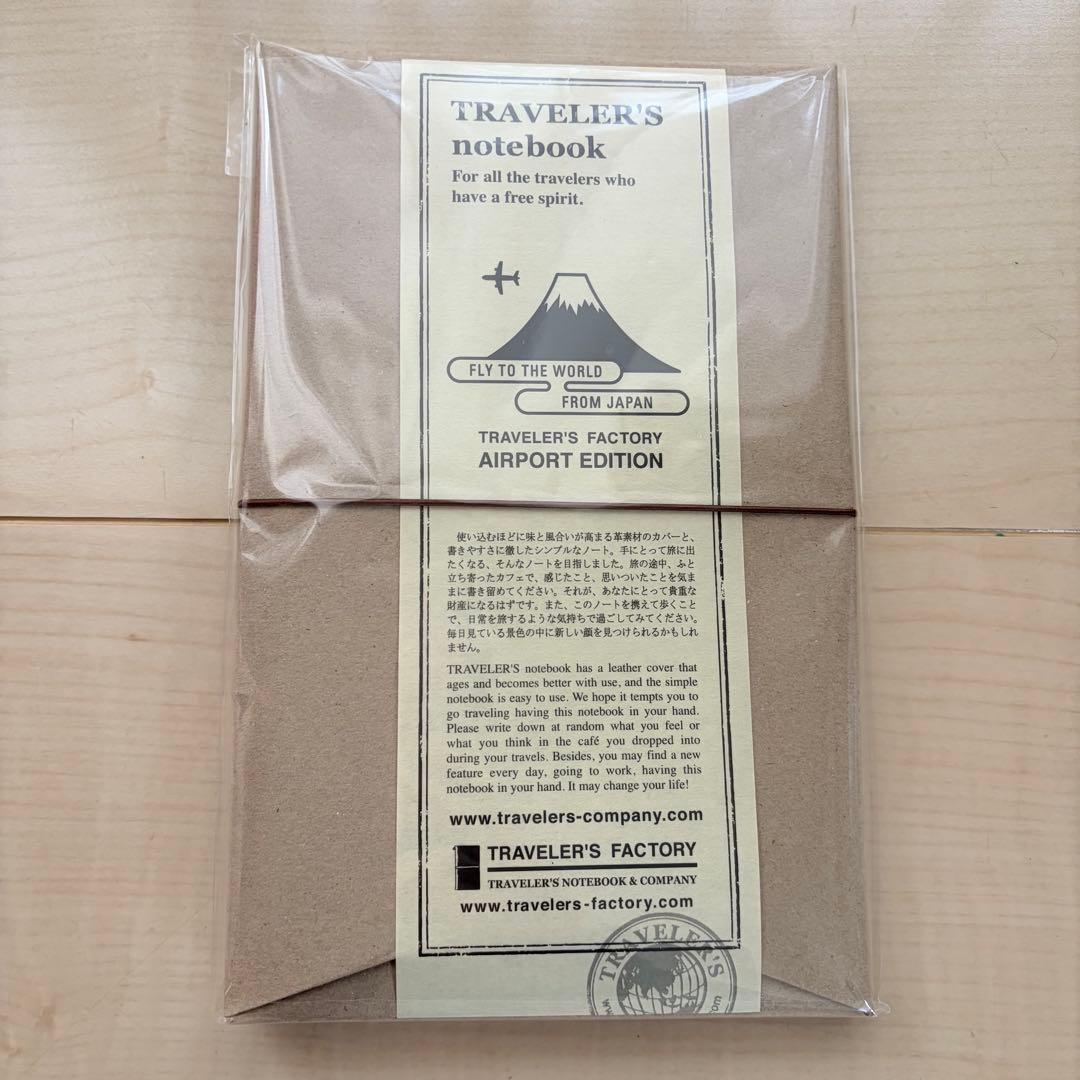 TRAVELER'S
notebook
For all the travelers who
have a free spirit.
FLY TO THE WORLD
FROM JAPAN
TRAVELER'S FACTORY
AIRPORT EDITION
使い込むほどに味と風合いが高まる革素材のカバーと、
書きやすさに徹したシンプルなノート。手にとって旅に出
たくなる、そんなノートを目指しました。旅の途中、ふと
立ち寄ったカフェで、感じたこと、思いついたことを気ま
まに書き留めてください。それが、あなたにとって貴重な
財産になるはずです。また、このノートを携えて歩くこと
で、日常を旅するような気持ちで過ごしてみてください。
毎日見ている景色の中に新しい顔を見つけられるかもしれ
ません。
TRAVELER'S notebook has a leather cover that
ages and becomes better with use, and the simple
notebook is easy to use. We hope it tempts you to
go traveling having this notebook in your hand.
Please write down at random what you feel or
what you think in the café you dropped into
during your travels. Besides, you may find a new
feature every day, going to work, having this
notebook in your hand. It may change your life!
www.travelers-company.com
TRAVELER'S FACTORY
TRAVELER'S NOTEBOOK & COMPANY
www.travelers-factory.com
TRAVELER'S